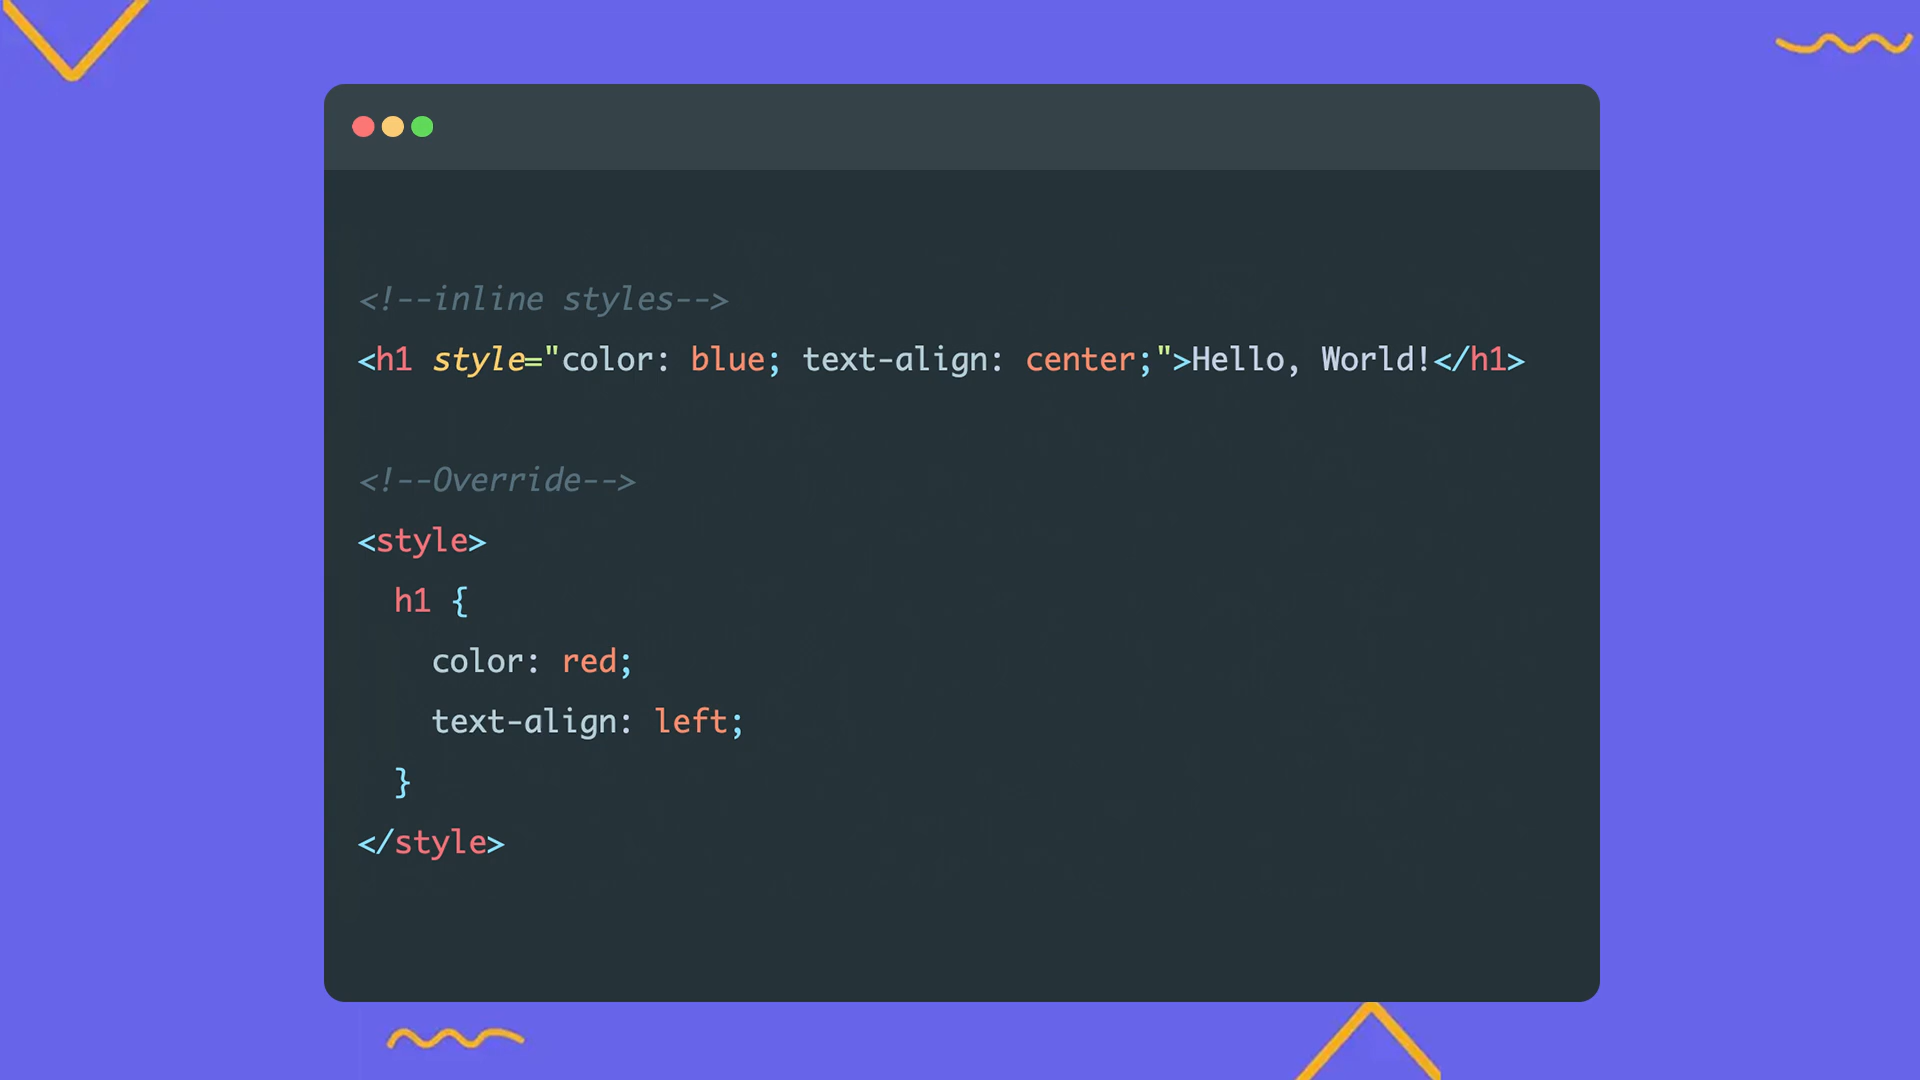 <!--inline styles-->
<h1 style="color: blue; text-align: center;">Hello, World!</h1>
<!--Override-->
<style>
h1 {
color: red;
text-align: left;
}
</style>